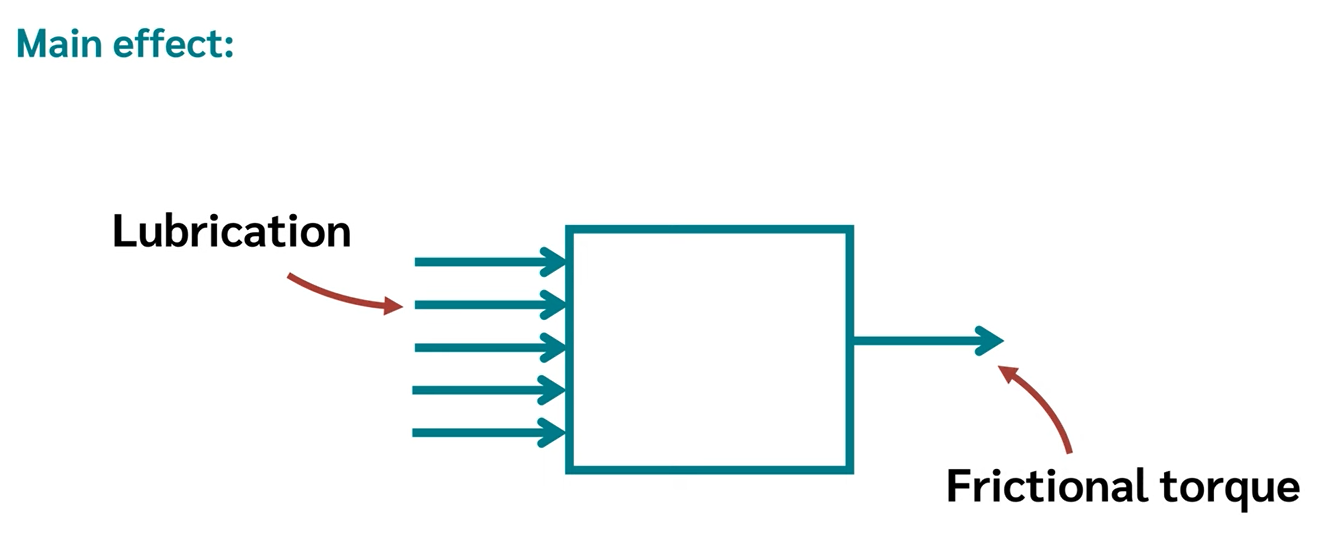 Main effect:
Lubrication
Frictional torque